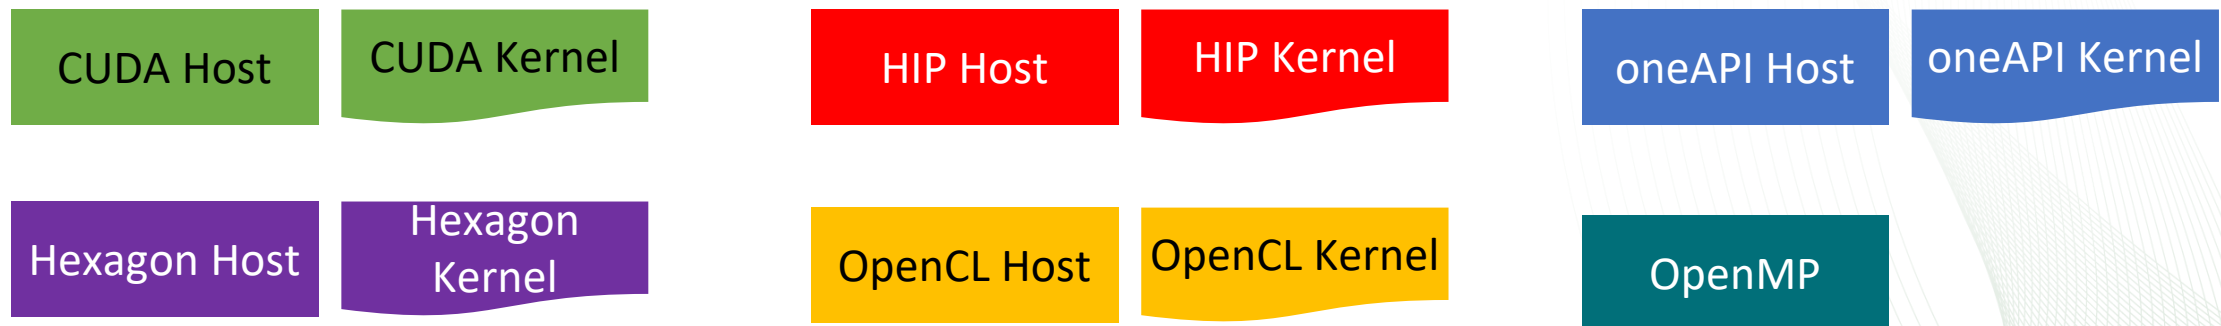 CUDA Host
CUDA Kernel
HIP Host
HIP Kernel
oneAPI Host
oneAPI Kernel
Hexagon Host
Hexagon
Kernel
OpenCL Host
OpenCL Kernel
OpenMP